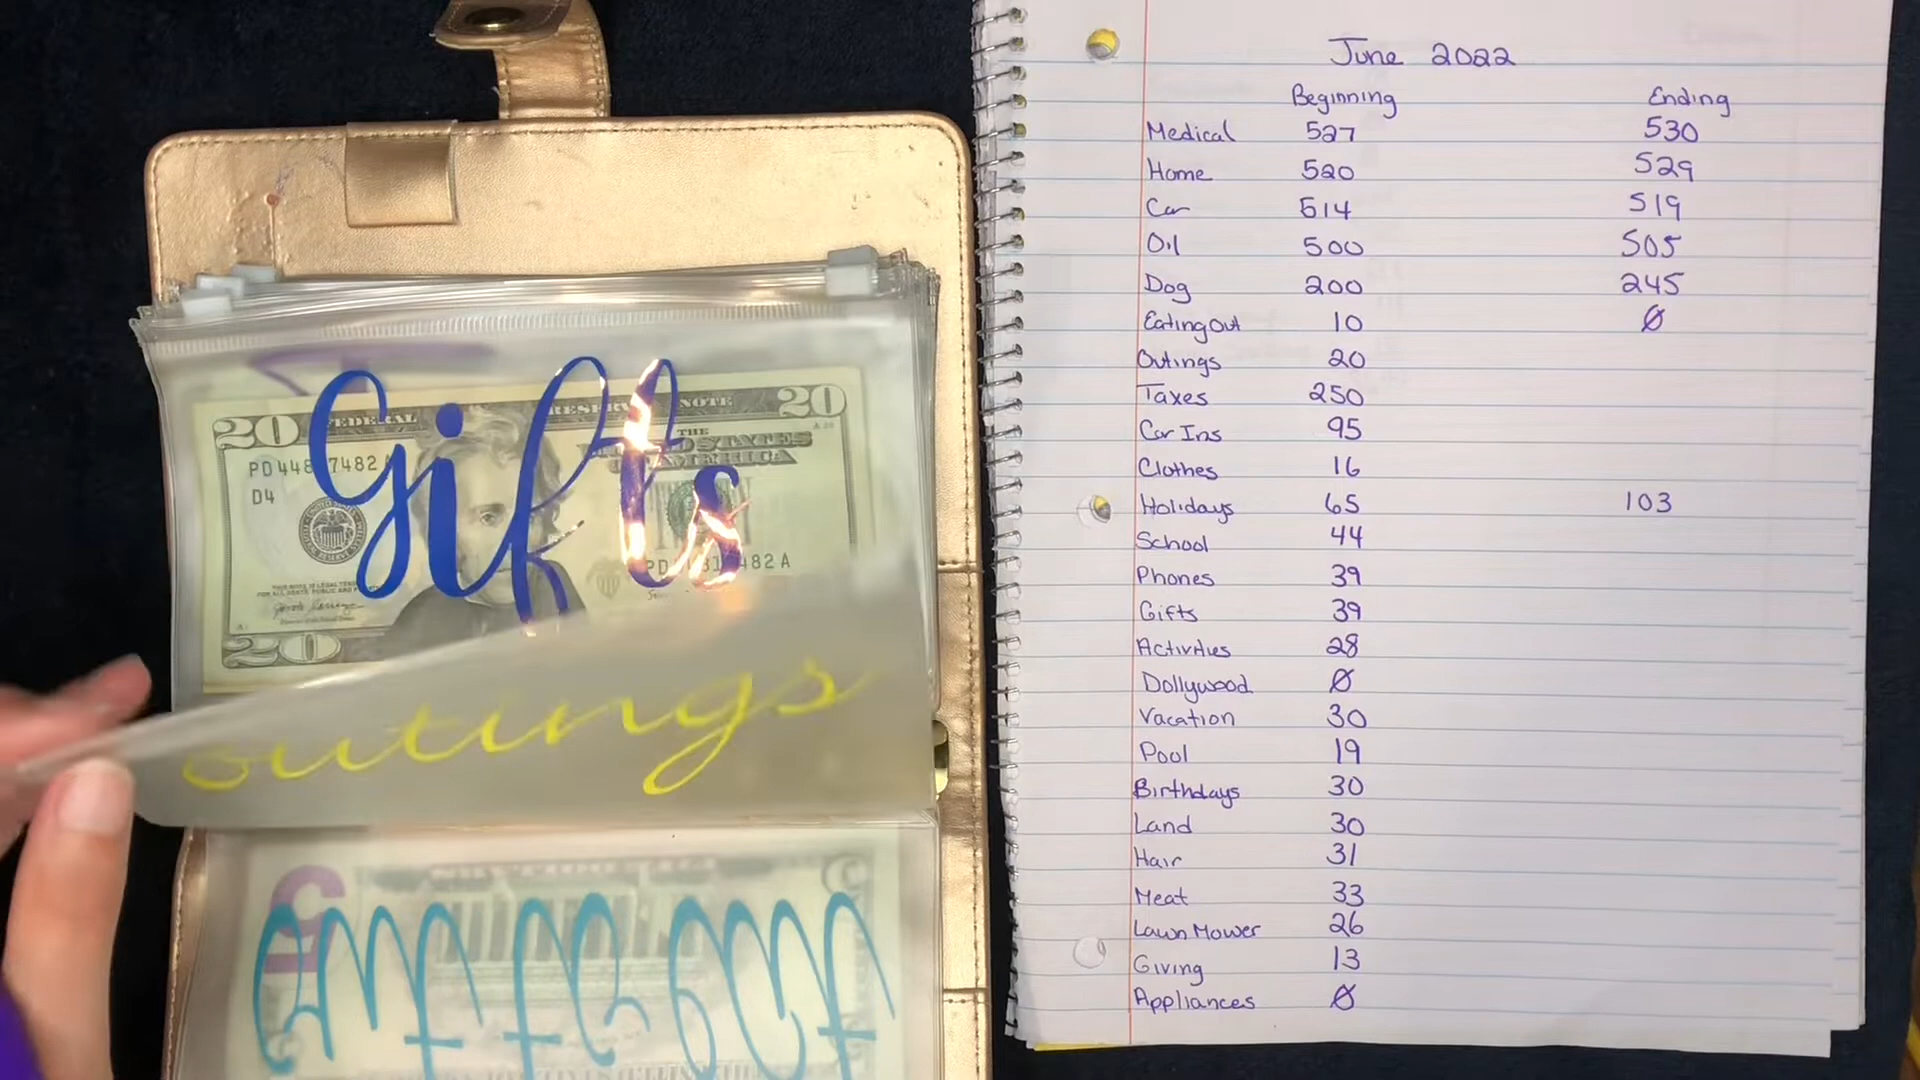 June 2022
Beginning Ending
Medical 527 530
Home 520 529
Car 514 519
Oil 500 505
Dog 200 245
Eating Out 10 Ø
Outings 20
Taxes 250
Car Ins 95
Clothes 16
Holidays 65 103
School 44
Phones 39
Gifts 39
Activities 28
Dollywood Ø
Vacation 30
Pool 19
Birthdays 30
Land 30
Hair 31
Meat 33
Lawn Mower 26
Giving 13
Appliances Ø
Gifts
20 FEDERAL RESERVE NOTE 20
THE
UNITED STATES
OF AMERICA
D4
482 A
20
outings
5